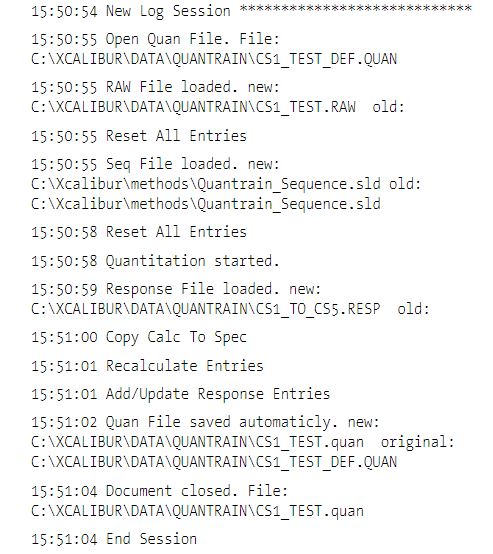 15:50:54 New Log Session ****************************
15:50:55 Open Quan File. File:
C:\XCALIBUR\DATA\QUANTRAIN\CS1_TEST_DEF.QUAN
15:50:55 RAW File loaded. new:
C:\XCALIBUR\DATA\QUANTRAIN\CS1_TEST.RAW  old:
15:50:55 Reset All Entries
15:50:55 Seq File loaded. new:
C:\Xcalibur\methods\Quantrain_Sequence.sld old:
C:\Xcalibur\methods\Quantrain_Sequence.sld
15:50:58 Reset All Entries
15:50:58 Quantitation started.
15:50:59 Response File loaded. new:
C:\XCALIBUR\DATA\QUANTRAIN\CS1_TO_CS5.RESP  old:
15:51:00 Copy Calc To Spec
15:51:01 Recalculate Entries
15:51:01 Add/Update Response Entries
15:51:02 Quan File saved automaticly. new:
C:\XCALIBUR\DATA\QUANTRAIN\CS1_TEST.quan  original:
C:\XCALIBUR\DATA\QUANTRAIN\CS1_TEST_DEF.QUAN
15:51:04 Document closed. File:
C:\XCALIBUR\DATA\QUANTRAIN\CS1_TEST.quan
15:51:04 End Session